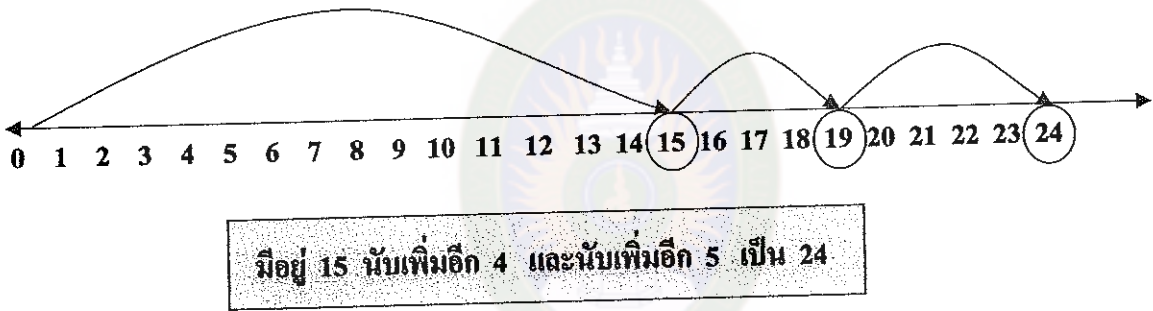 0 1 2 3 4 5 6 7 8 9 10 11 12 13 14 15 16 17 18 19 20 21 22 23 24
มีอยู่ 15 นับเพิ่มอีก 4 และนับเพิ่มอีก 5 เป็น 24